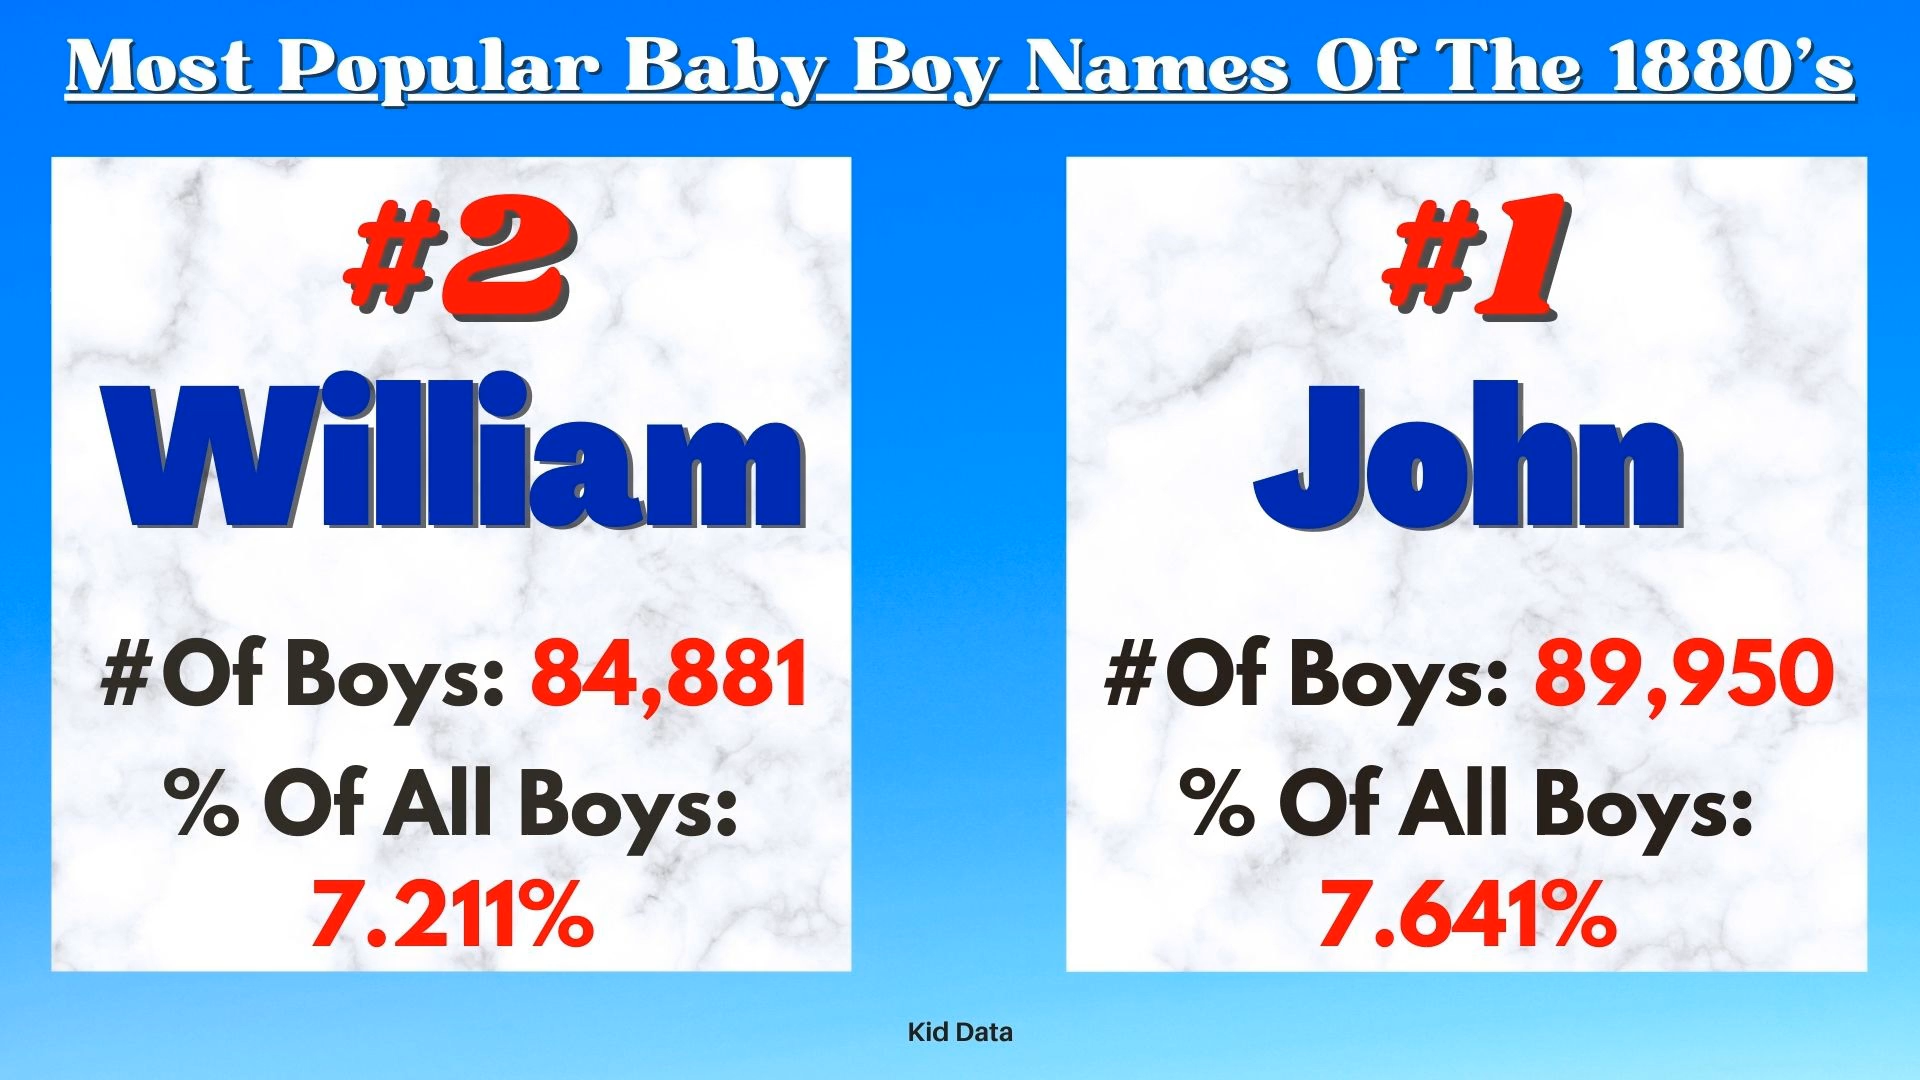 Most Popular Baby Boy Names Of The 1880's
#2
William
#Of Boys: 84,881
% Of All Boys:
7.211%
#1
John
#Of Boys: 89,950
% Of All Boys:
7.641%
Kid Data